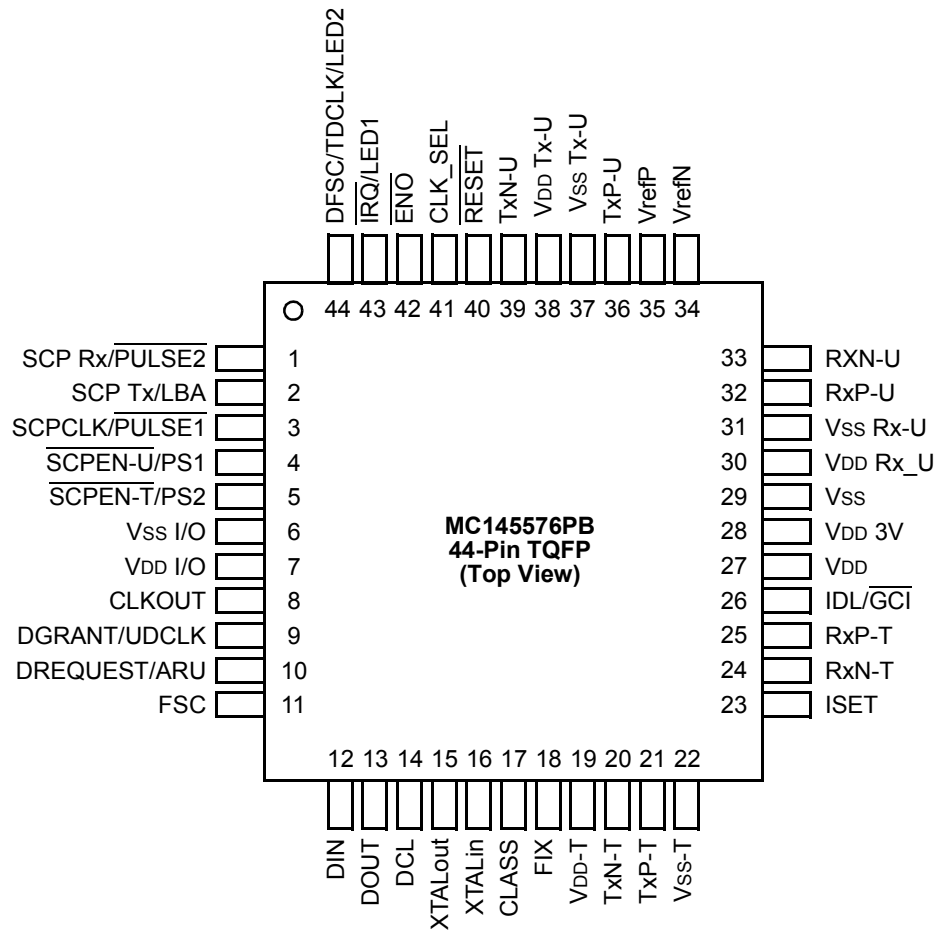 DFSC/TDCLK/LED2
IRQ/LED1
ENO
CLK_SEL
RESET
TxN-U
VDD Tx-U
VSS Tx-U
TxP-U
VrefP
VrefN
44 43 42 41 40 39 38 37 36 35 34
SCP Rx/PULSE2 1
SCP Tx/LBA 2
SCPCLK/PULSE1 3
SCPEN-U/PS1 4
SCPEN-T/PS2 5
VSS I/O 6
VDD I/O 7
CLKOUT 8
DGRANT/UDCLK 9
DREQUEST/ARU 10
FSC 11
MC145576PB
44-Pin TQFP
(Top View)
33 RXN-U
32 RxP-U
31 VSS Rx-U
30 VDD Rx_U
29 VSS
28 VDD 3V
27 VDD
26 IDL/GCI
25 RxP-T
24 RxN-T
23 ISET
12 13 14 15 16 17 18 19 20 21 22
DIN
DOUT
DCL
XTALout
XTALin
CLASS
FIX
VDD-T
TxN-T
TxP-T
VSS-T